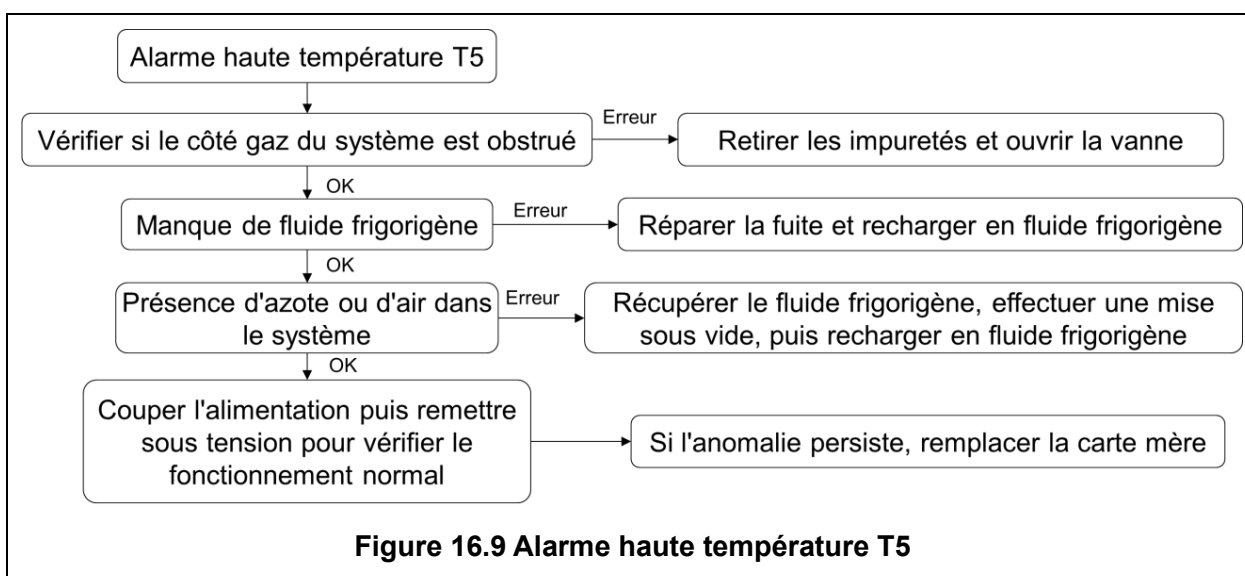 Alarme haute température T5
Vérifier si le côté gaz du système est obstrué
Erreur
Retirer les impuretés et ouvrir la vanne
OK
Manque de fluide frigorigène
Erreur
Réparer la fuite et recharger en fluide frigorigène
OK
Présence d'azote ou d'air dans
le système
Erreur
Récupérer le fluide frigorigène, effectuer une mise
sous vide, puis recharger en fluide frigorigène
OK
Couper l'alimentation puis remettre
sous tension pour vérifier le
fonctionnement normal
Si l'anomalie persiste, remplacer la carte mère
Figure 16.9 Alarme haute température T5